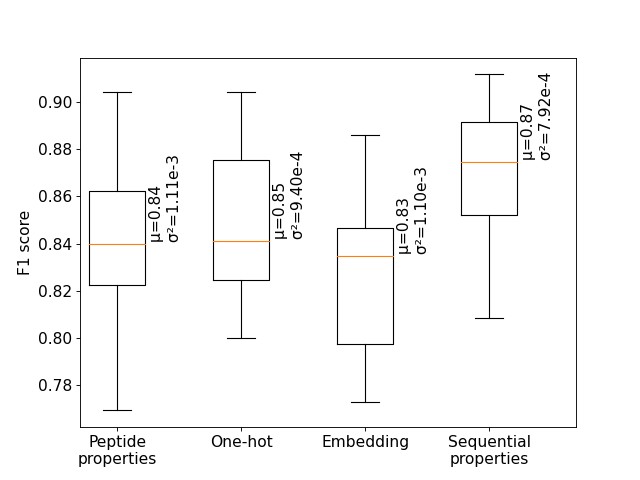 F1 score
0.90
0.88
0.86
0.84
0.82
0.80
0.78
μ=0.84
σ²=1.11e-3
μ=0.85
σ²=9.40e-4
μ=0.83
σ²=1.10e-3
μ=0.87
σ²=7.92e-4
Peptide
properties
One-hot
Embedding
Sequential
properties